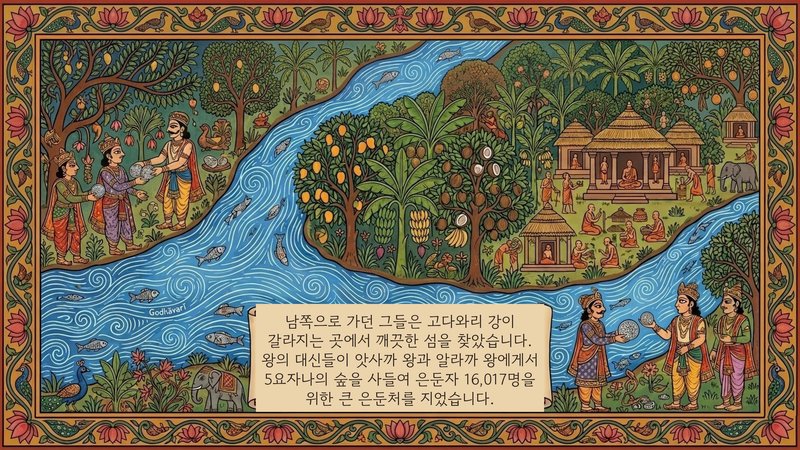 Godhāvarī
남쪽으로 가던 그들은 고다와리 강이
갈라지는 곳에서 깨끗한 섬을 찾았습니다.
왕의 대신들이 앗사까 왕과 알라까 왕에게서
5요자나의 숲을 사들여 은둔자 16,017명을
위한 큰 은둔처를 지었습니다.